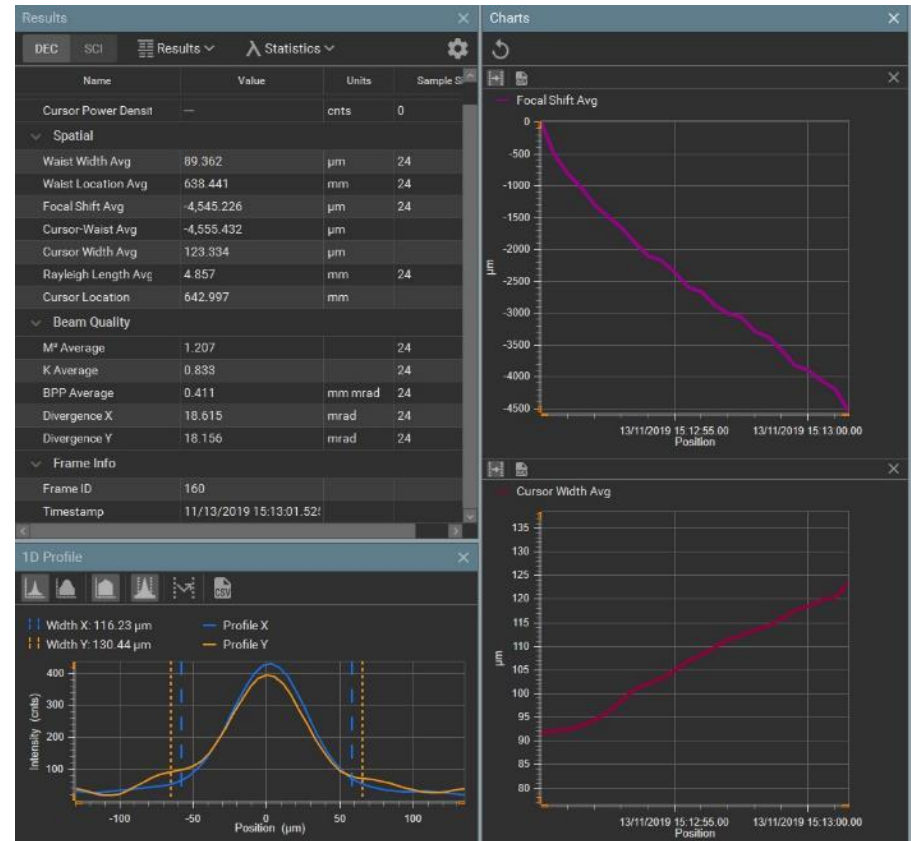 Results
DEC SCI Results Statistics
Name Value Units Sample S
Cursor Power Densit — cnts 0
Spatial
Waist Width Avg 89.362 µm 24
Waist Location Avg 638.441 mm 24
Focal Shift Avg -4,545.226 µm 24
Cursor-Waist Avg -4,555.432 µm
Cursor Width Avg 123.334 µm
Rayleigh Length Avg 4.857 mm 24
Cursor Location 642.997 mm
Beam Quality
M² Average 1.207 24
K Average 0.833 24
BPP Average 0.411 mm mrad 24
Divergence X 18.615 mrad 24
Divergence Y 18.156 mrad 24
Frame Info
Frame ID 160
Timestamp 11/13/2019 15:13:01.52
1D Profile
CSV
Width X: 116.23 µm Profile X
Width Y: 130.44 µm Profile Y
400
300
200
100
Intensity (cnts)
-100 -50 0 50 100
Position (µm)
Charts
Focal Shift Avg
0
-500
-1000
-1500
-2000
-2500
-3000
-3500
-4000
-4500
µm
13/11/2019 15:12:55.00 13/11/2019 15:13:00.00
Position
Cursor Width Avg
135
130
125
120
115
110
105
100
95
90
85
80
µm
13/11/2019 15:12:55.00 13/11/2019 15:13:00.00
Position